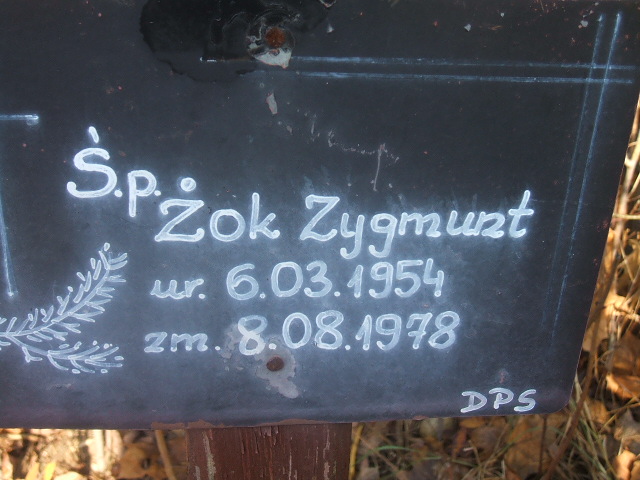 Ś.p.
Żok Zygmunt
ur. 6.03.1954
zm. 8.08.1978
DPS